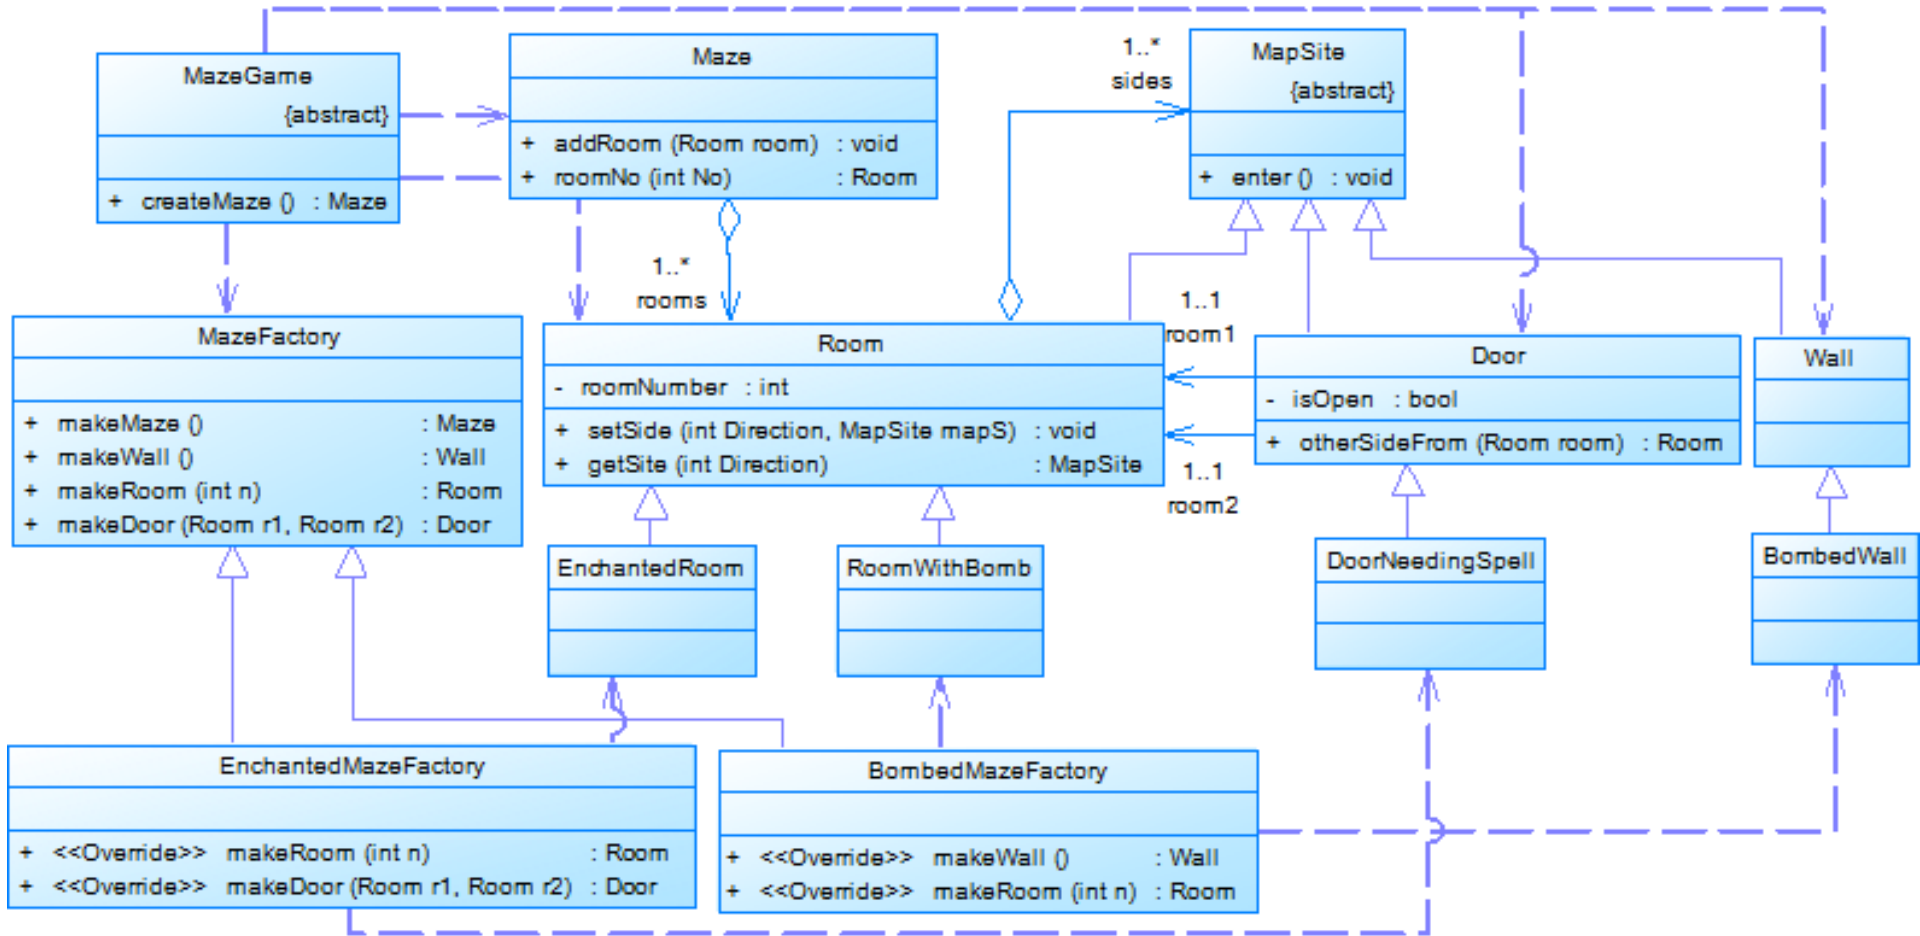 MazeGame
{abstract}
+ createMaze () : Maze
Maze
+ addRoom (Room room) : void
+ roomNo (int No) : Room
1..*
sides
MapSite
{abstract}
+ enter () : void
1..*
rooms
1..1
room1
MazeFactory
+ makeMaze () : Maze
+ makeWall () : Wall
+ makeRoom (int n) : Room
+ makeDoor (Room r1, Room r2) : Door
Room
- roomNumber : int
+ setSide (int Direction, MapSite mapS) : void
+ getSite (int Direction) : MapSite
Door
- isOpen : bool
+ otherSideFrom (Room room) : Room
Wall
1..1
room2
EnchantedRoom
RoomWithBomb
DoorNeedingSpell
BombedWall
EnchantedMazeFactory
+ <<Override>> makeRoom (int n) : Room
+ <<Override>> makeDoor (Room r1, Room r2) : Door
BombedMazeFactory
+ <<Override>> makeWall () : Wall
+ <<Override>> makeRoom (int n) : Room